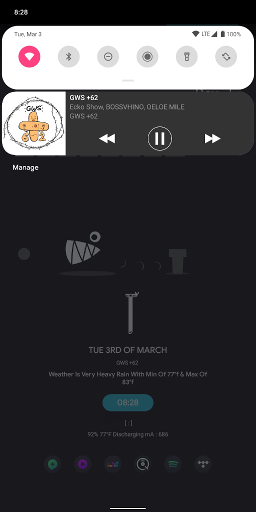 8:28
Tue, Mar 3
LTE
100%
GWS +62
Ecko Show, BOSSVHINO, GELGE MILE
GWS +62
Manage
TUE 3RD OF MARCH
GWS +62
Weather Is Very Heavy Rain With Min Of 77°f & Max Of
83°f
08:28
92% 77°F Discharging mA : 686